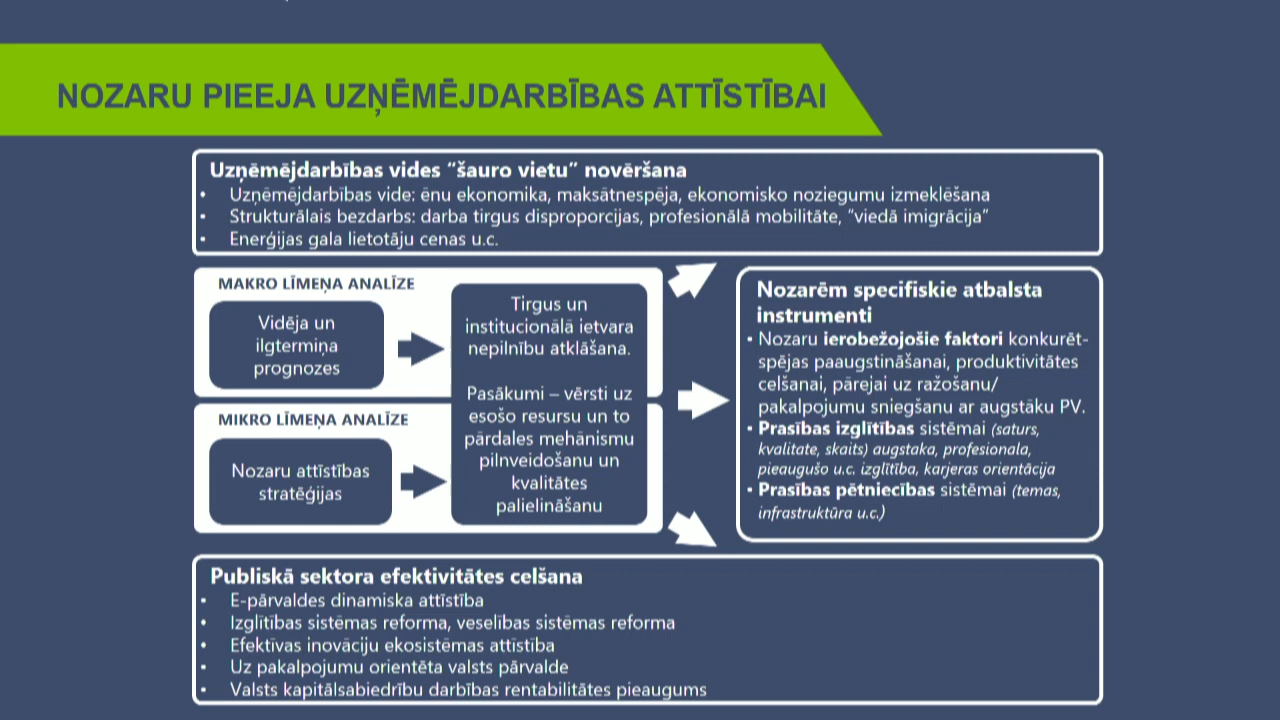 NOZARU PIEEJA UZŅĒMĒJDARBĪBAS ATTĪSTĪBAI
Uzņēmējdarbības vides “šauro vietu” novēršana
• Uzņēmējdarbības vide: ēnu ekonomika, maksātnespēja, ekonomisko noziegumu izmeklēšana
• Strukturālais bezdarbs: darba tirgus disproporcijas, profesionālā mobilitāte, “viedā imigrācija”
• Enerģijas gala lietotāju cenas u.c.
MAKRO LĪMEŅA ANALĪZE
Vidēja un
ilgtermiņa
prognozes
MIKRO LĪMEŅA ANALĪZE
Nozaru attīstības
stratēģijas
Tirgus un
institucionālā ietvara
nepilnību atklāšana.
Pasākumi – vērsti uz
esošo resursu un to
pārdales mehānismu
pilnveidošanu un
kvalitātes
palielināšanu
Nozarēm specifiskie atbalsta
instrumenti
• Nozaru ierobežojošie faktori konkurēt-
spējas paaugstināšanai, produktivitātes
celšanai, pārejai uz ražošanu/
pakalpojumu sniegšanu ar augstāku PV.
• Prasības izglītības sistēmai (saturs,
kvalitate, skaits) augstaka, profesionala,
pieaugušo u.c. izglītība, karjeras orientācija
• Prasības pētniecības sistēmai (temas,
infrastruktūra u.c.)
Publiskā sektora efektivitātes celšana
• E-pārvaldes dinamiska attīstība
• Izglītības sistēmas reforma, veselības sistēmas reforma
• Efektīvas inovāciju ekosistēmas attīstība
• Uz pakalpojumu orientēta valsts pārvalde
• Valsts kapitālsabiedrību darbības rentabilitātes pieaugums